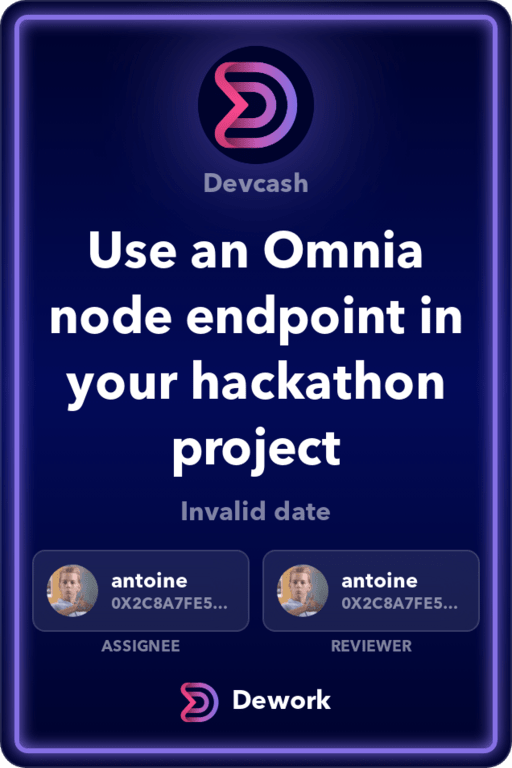 Devcash
Use an Omnia
node endpoint in
your hackathon
project
Invalid date
antoine
0X2C8A7FE5...
ASSIGNEE
antoine
0X2C8A7FE5...
REVIEWER
Dework